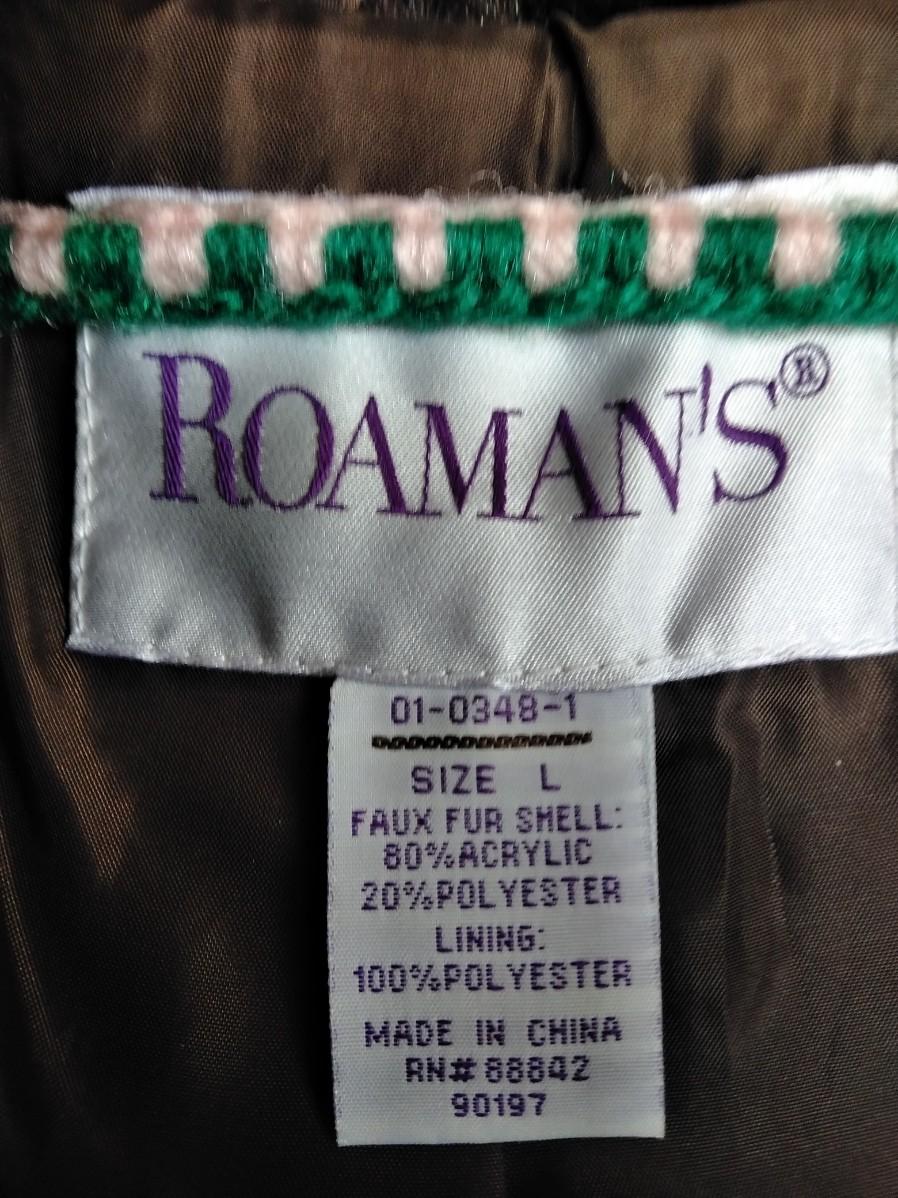 ROAMAN'S®
01-0348-1
SIZE L
FAUX FUR SHELL:
80%ACRYLIC
20%POLYESTER
LINING:
100%POLYESTER
MADE IN CHINA
RN# 88842
90197